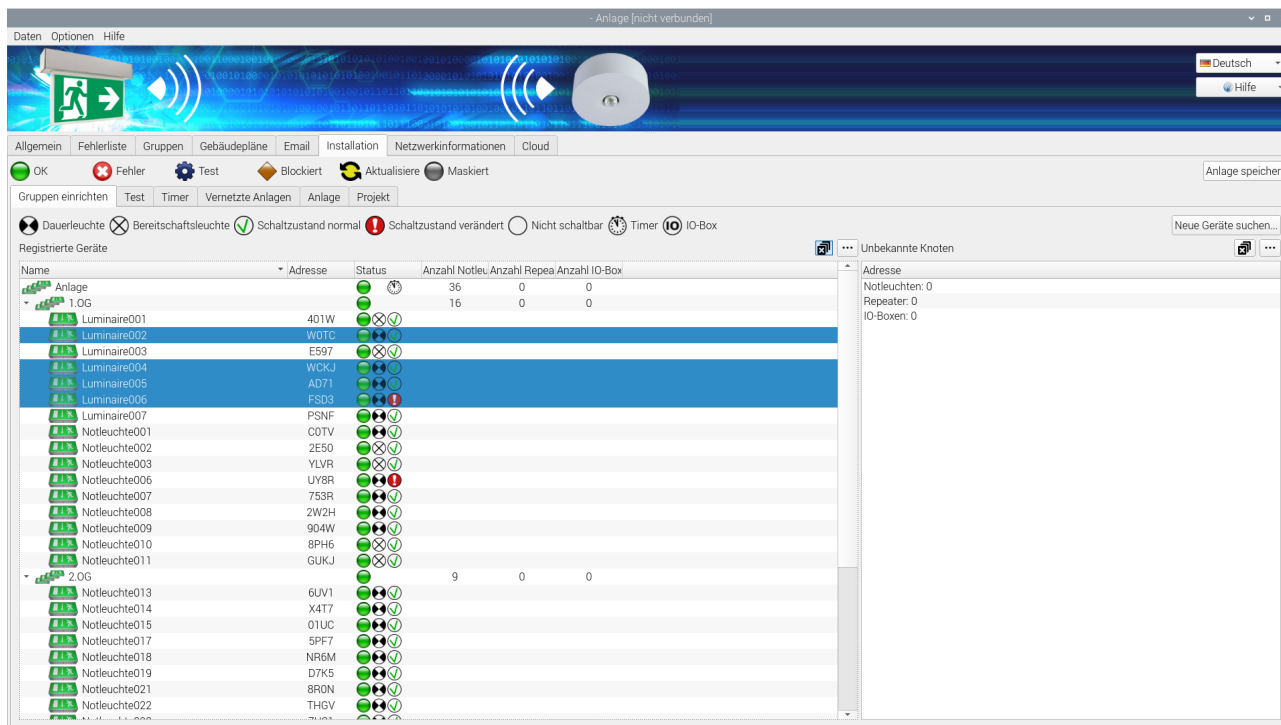 - Anlage [nicht verbunden]
Daten Optionen Hilfe
Deutsch
Hilfe
Allgemein Fehlerliste Gruppen Gebäudepläne Email Installation Netzwerkinformationen Cloud
OK Fehler Test Blockiert Aktualisiere Maskiert Anlage speicher
Gruppen einrichten Test Timer Vernetzte Anlagen Anlage Projekt
Dauerleuchte Bereitschaftsleuchte Schaltzustand normal Schaltzustand verändert Nicht schaltbar Timer IO IO-Box Neue Geräte suchen...
Registrierte Geräte ... Unbekannte Knoten ...
Name Adresse Status Anzahl Notleu Anzahl Repea Anzahl IO-Box Adresse
Anlage 36 0 0 Notleuchten: 0
1.OG 16 0 0 Repeater: 0
Luminaire001 401W IO-Boxen: 0
Luminaire002 W0TC
Luminaire003 E597
Luminaire004 WCKJ
Luminaire005 AD71
Luminaire006 FSD3
Luminaire007 PSNF
Notleuchte001 C0TV
Notleuchte002 2E50
Notleuchte003 YLVR
Notleuchte006 UY8R
Notleuchte007 753R
Notleuchte008 2W2H
Notleuchte009 904W
Notleuchte010 8PH6
Notleuchte011 GUKJ
2.OG 9 0 0
Notleuchte013 6UV1
Notleuchte014 X4T7
Notleuchte015 01UC
Notleuchte017 5PF7
Notleuchte018 NR6M
Notleuchte019 D7K5
Notleuchte021 8R0N
Notleuchte022 THGV